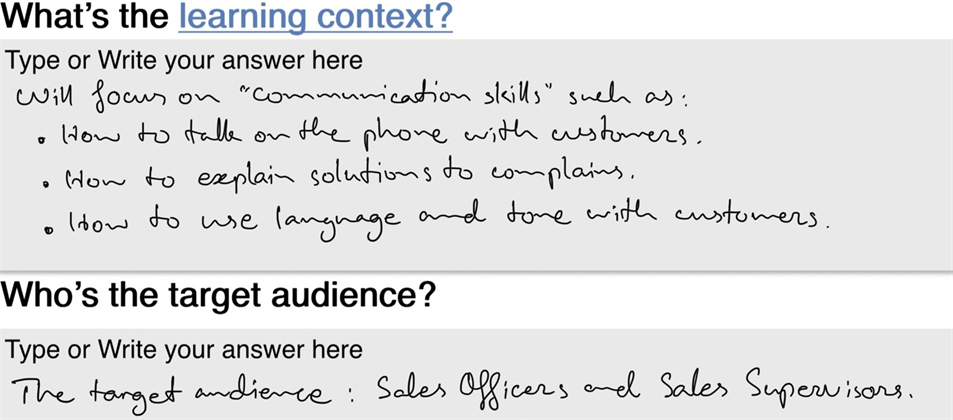 What's the learning context?
Type or Write your answer here
Will focus on "communication skills" such as:
• How to talk on the phone with customers.
• How to explain solutions to complains.
• How to use language and tone with customers.
Who's the target audience?
Type or Write your answer here
The target audience : Sales Officers and Sales Supervisors.